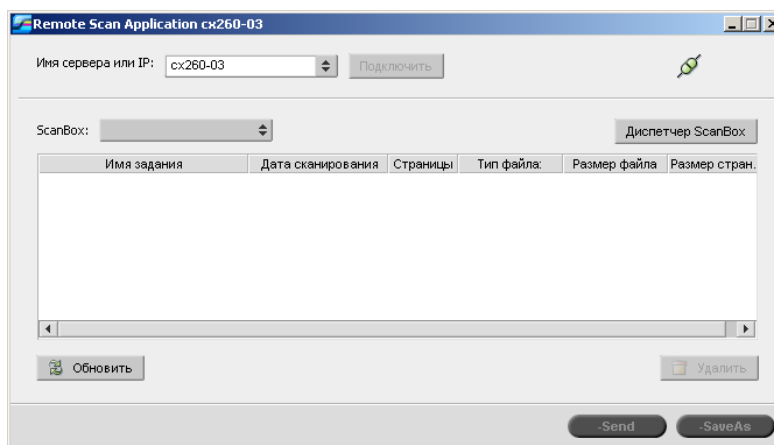 Remote Scan Application cx260-03
Имя сервера или IP: cx260-03 Подключить
ScanBox: Диспетчер ScanBox
Имя задания Дата сканирования Страницы Тип файла: Размер файла Размер стран.
Обновить Удалить
-Send -SaveAs